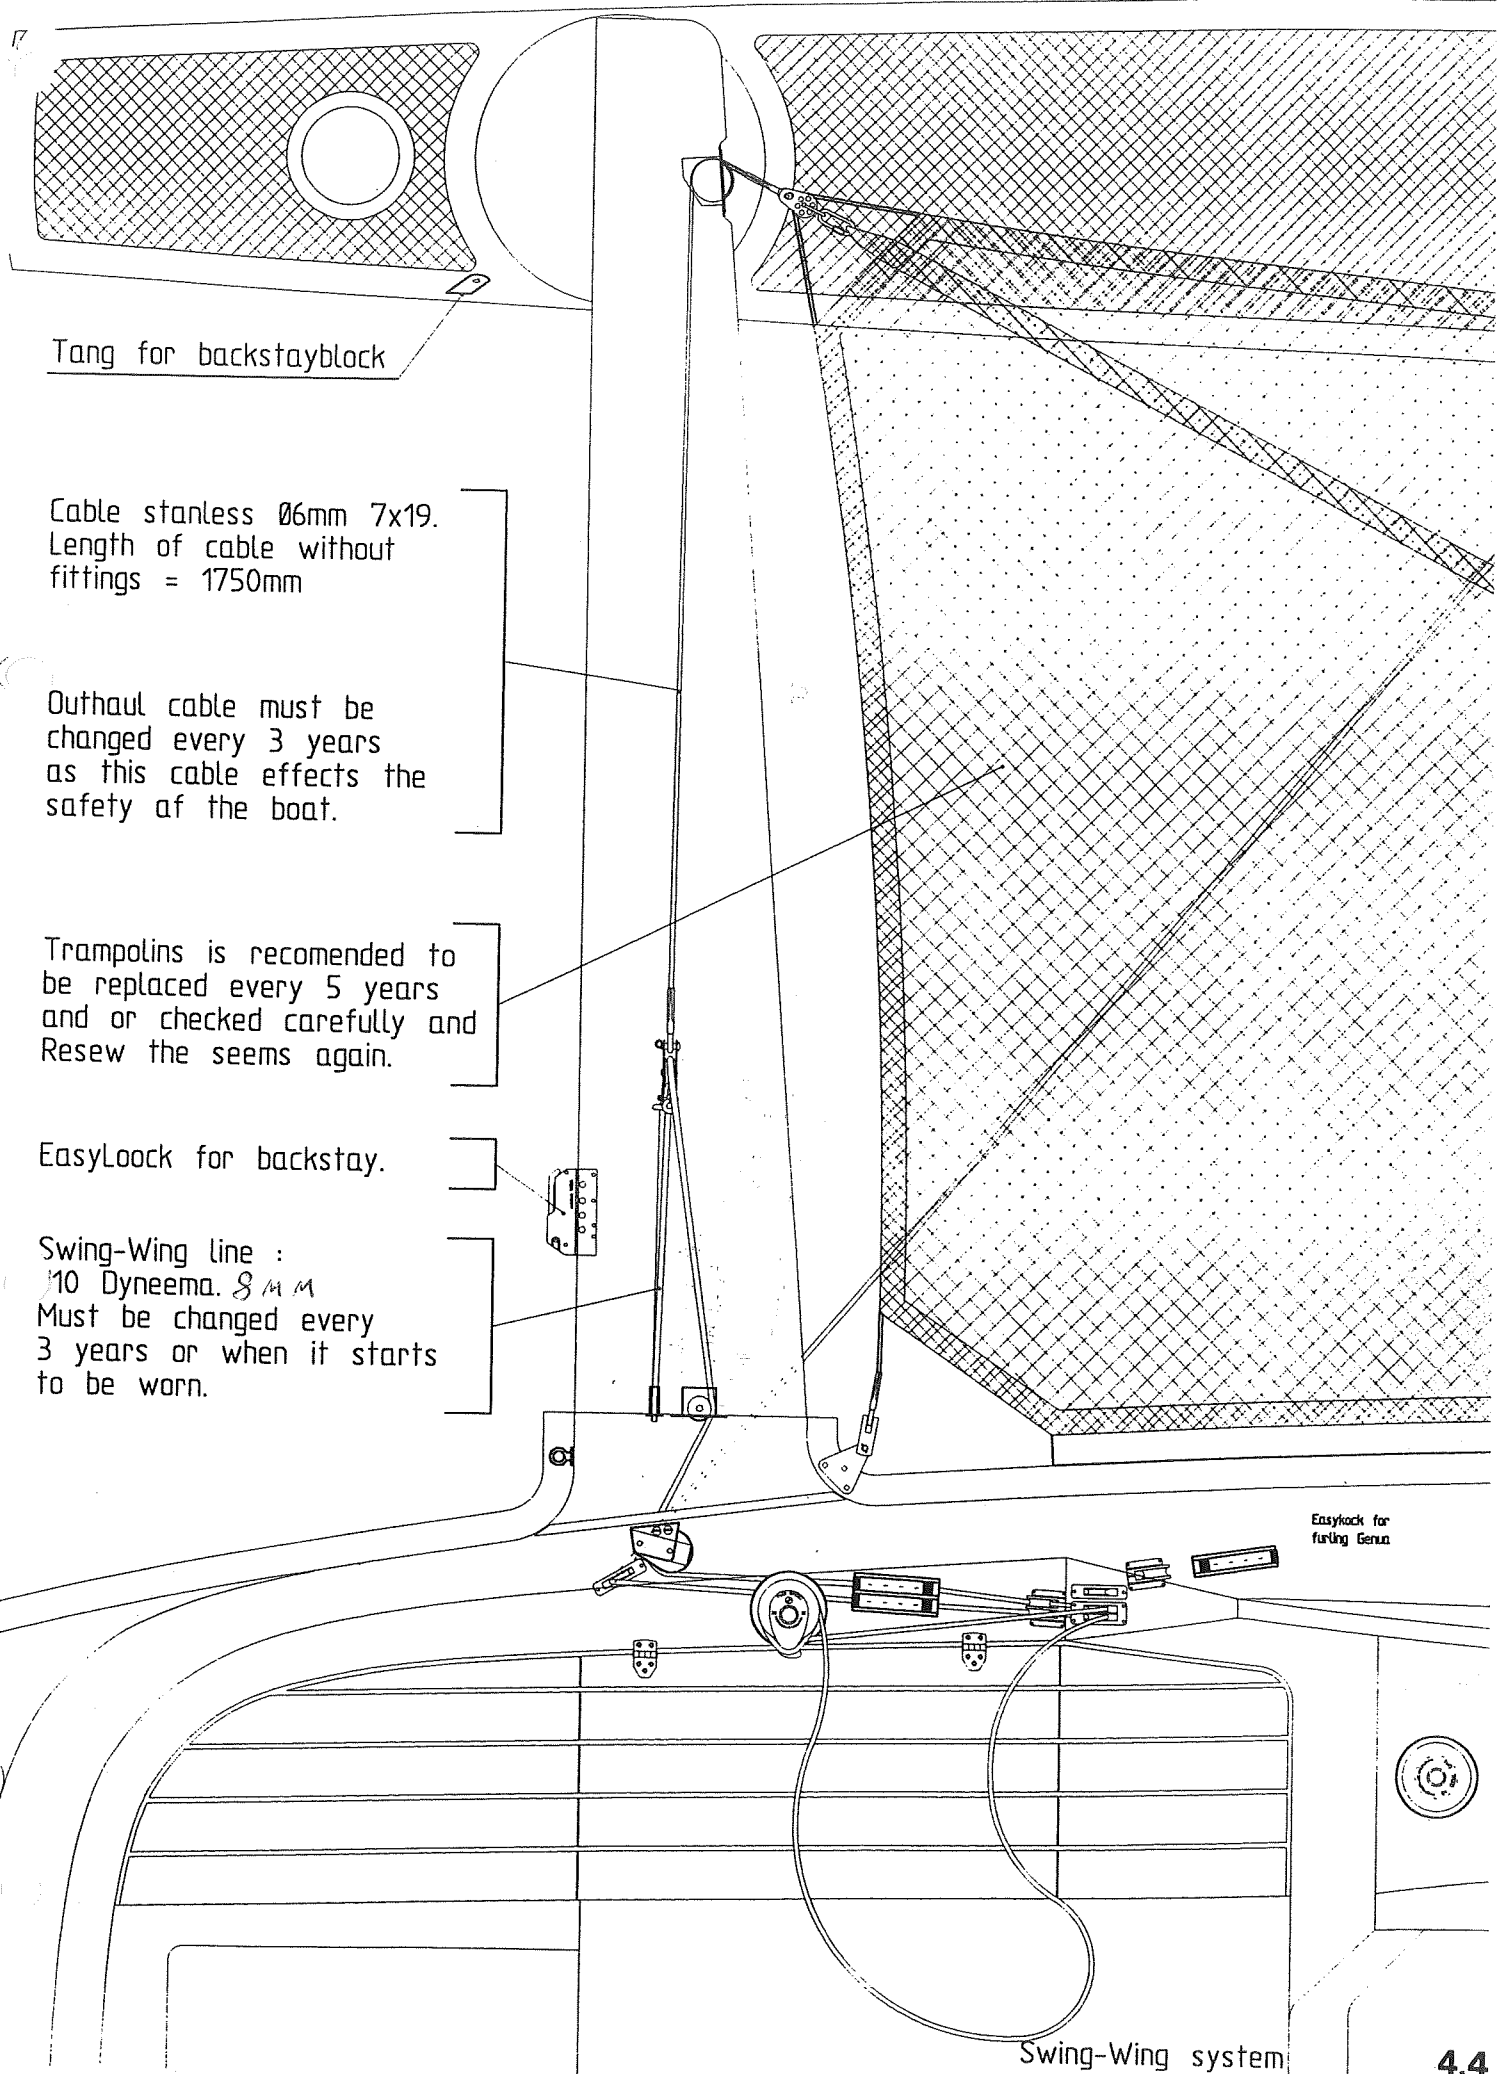 Tang for backstayblock
Cable stanless Ø6mm 7x19.
Length of cable without
fittings = 1750mm
Outhaul cable must be
changed every 3 years
as this cable effects the
safety af the boat.
Trampolins is recomended to
be replaced every 5 years
and or checked carefully and
Resew the seems again.
EasyLoock for backstay.
Swing-Wing line :
10 Dyneema. 8 MM
Must be changed every
3 years or when it starts
to be worn.
Easykock for
furling Genua
Swing-Wing system
4.4